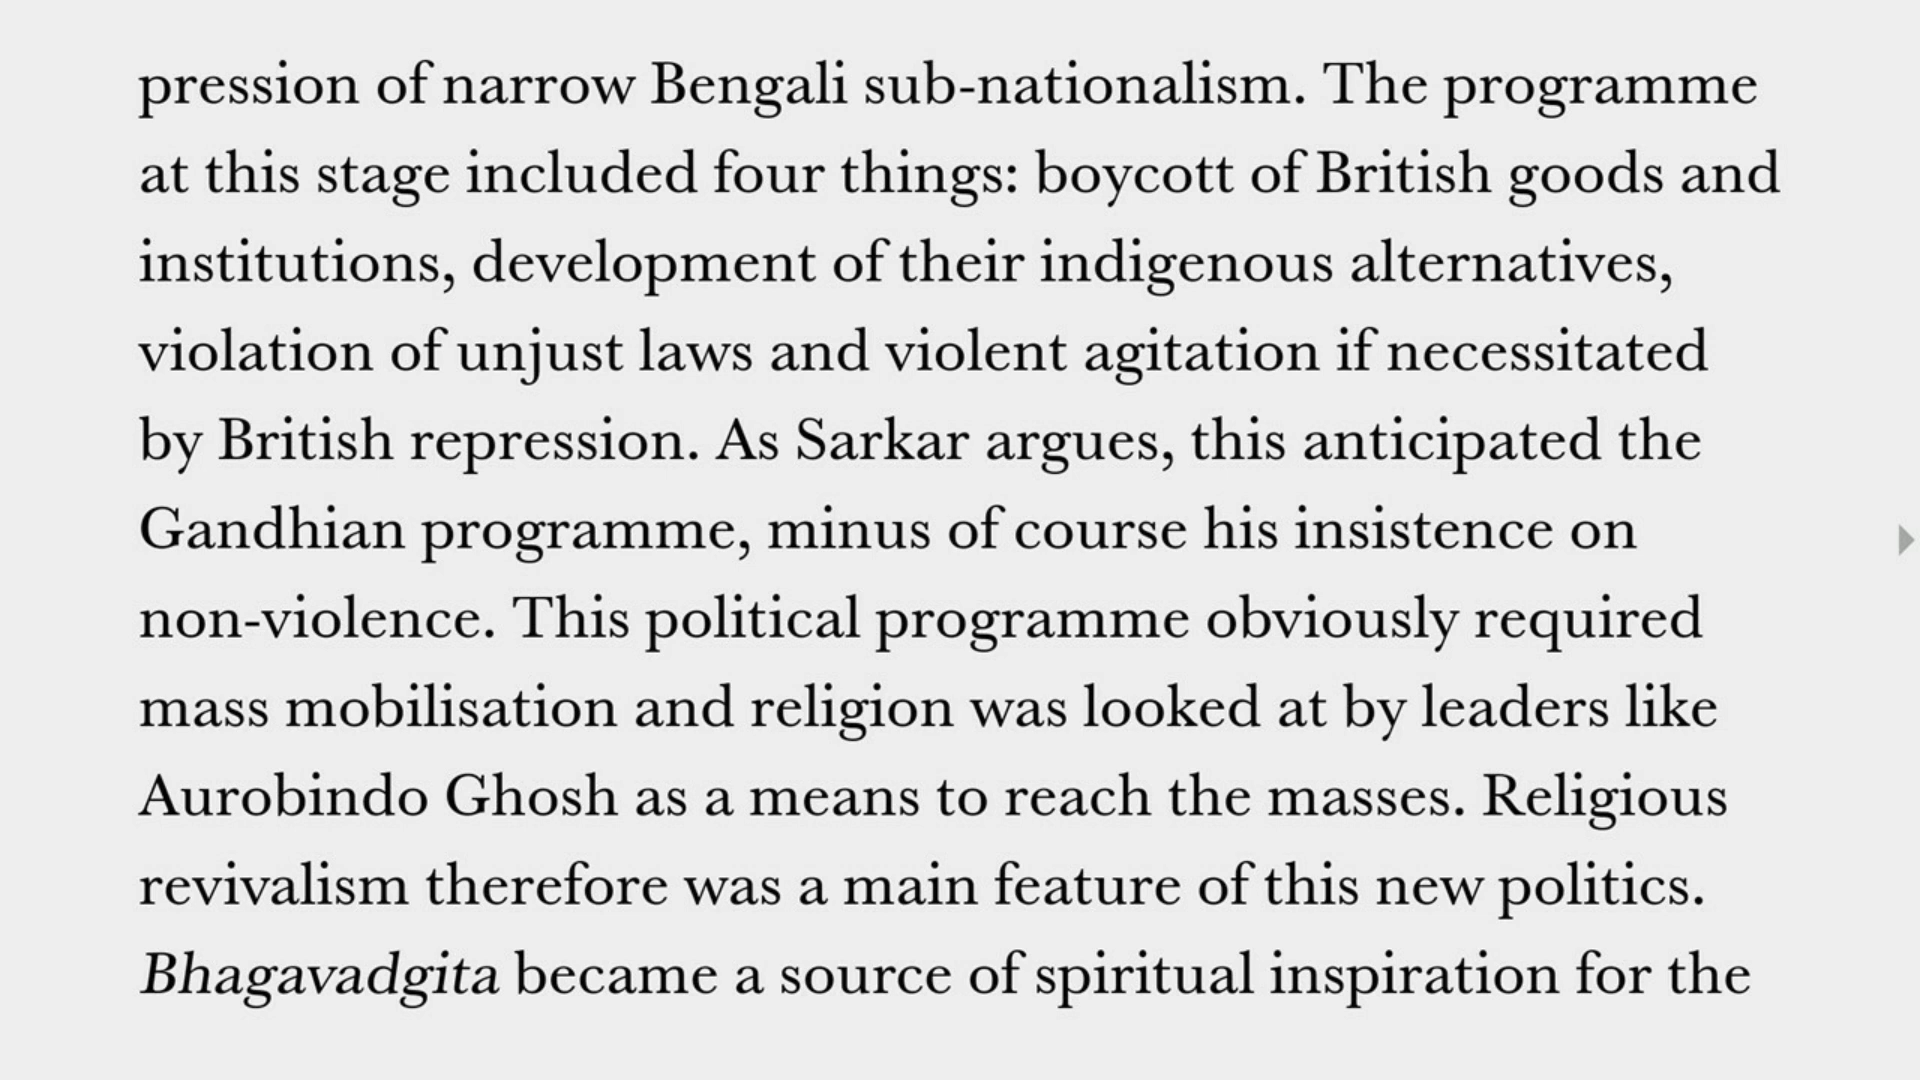 pression of narrow Bengali sub-nationalism. The programme
at this stage included four things: boycott of British goods and
institutions, development of their indigenous alternatives,
violation of unjust laws and violent agitation if necessitated
by British repression. As Sarkar argues, this anticipated the
Gandhian programme, minus of course his insistence on
non-violence. This political programme obviously required
mass mobilisation and religion was looked at by leaders like
Aurobindo Ghosh as a means to reach the masses. Religious
revivalism therefore was a main feature of this new politics.
Bhagavadgita became a source of spiritual inspiration for the